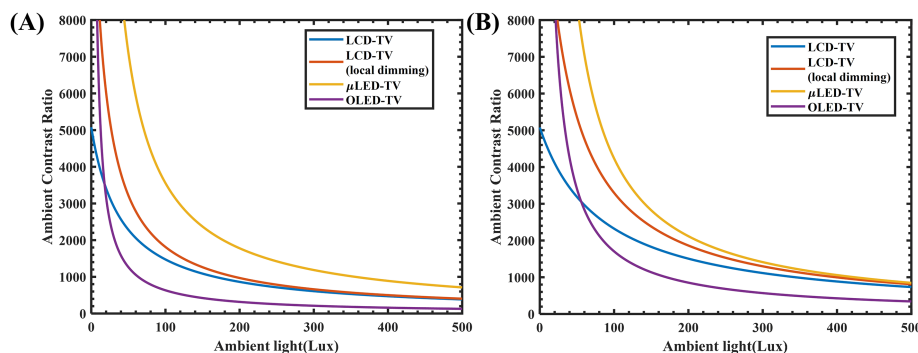 (A)
8000
7000
6000
5000
4000
3000
2000
1000
0
Ambient Contrast Ratio
LCD-TV
LCD-TV
(local dimming)
μLED-TV
OLED-TV
0 100 200 300 400 500
Ambient light(Lux)
(B)
8000
7000
6000
5000
4000
3000
2000
1000
0
Ambient Contrast Ratio
LCD-TV
LCD-TV
(local dimming)
μLED-TV
OLED-TV
0 100 200 300 400 500
Ambient light(Lux)